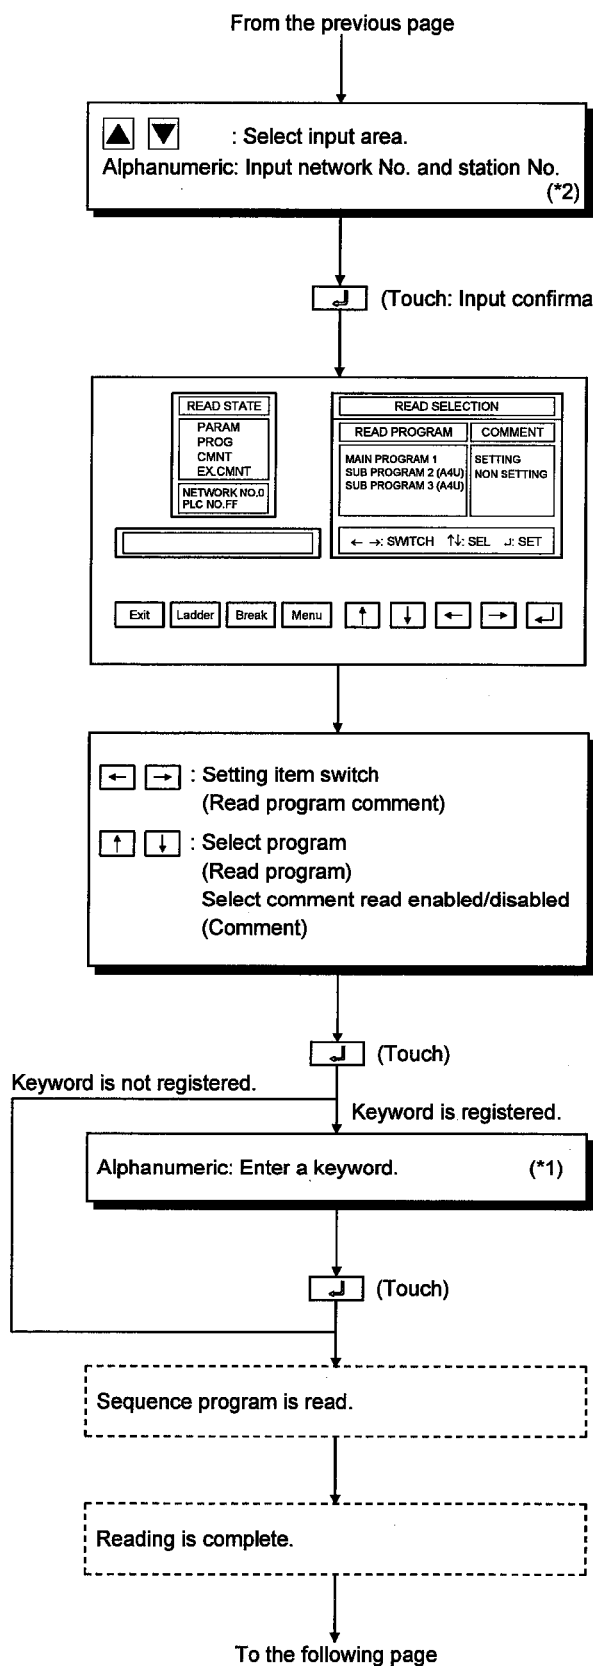 From the previous page
▲ ▼ : Select input area.
Alphanumeric: Input network No. and station No.
(*2)
(Touch: Input confirma
READ STATE
PARAM
PROG
CMNT
EX.CMNT
NETWORK NO.0
PLC NO.FF
READ SELECTION
READ PROGRAM COMMENT
MAIN PROGRAM 1 SETTING
SUB PROGRAM 2 (A4U) NON SETTING
SUB PROGRAM 3 (A4U)
← →: SWITCH ↑↓: SEL ┘: SET
Exit Ladder Break Menu ↑ ↓ ← → ↵
← → : Setting item switch
(Read program comment)
↑ ↓ : Select program
(Read program)
Select comment read enabled/disabled
(Comment)
↵ (Touch)
Keyword is not registered.
Keyword is registered.
Alphanumeric: Enter a keyword. (*1)
↵ (Touch)
Sequence program is read.
Reading is complete.
To the following page